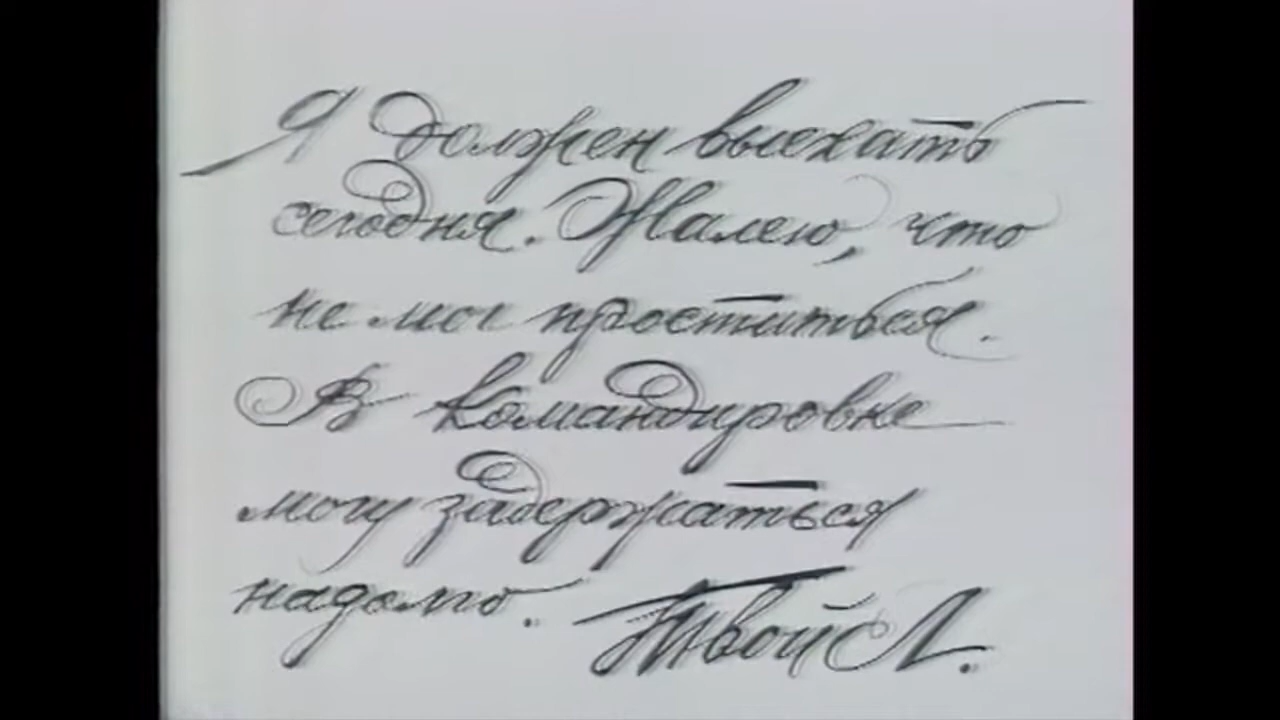 Я должен выехать
сегодня. Жалею, что
не мог проститься.
В командировке
могу задержаться
надолго. Твой Л.